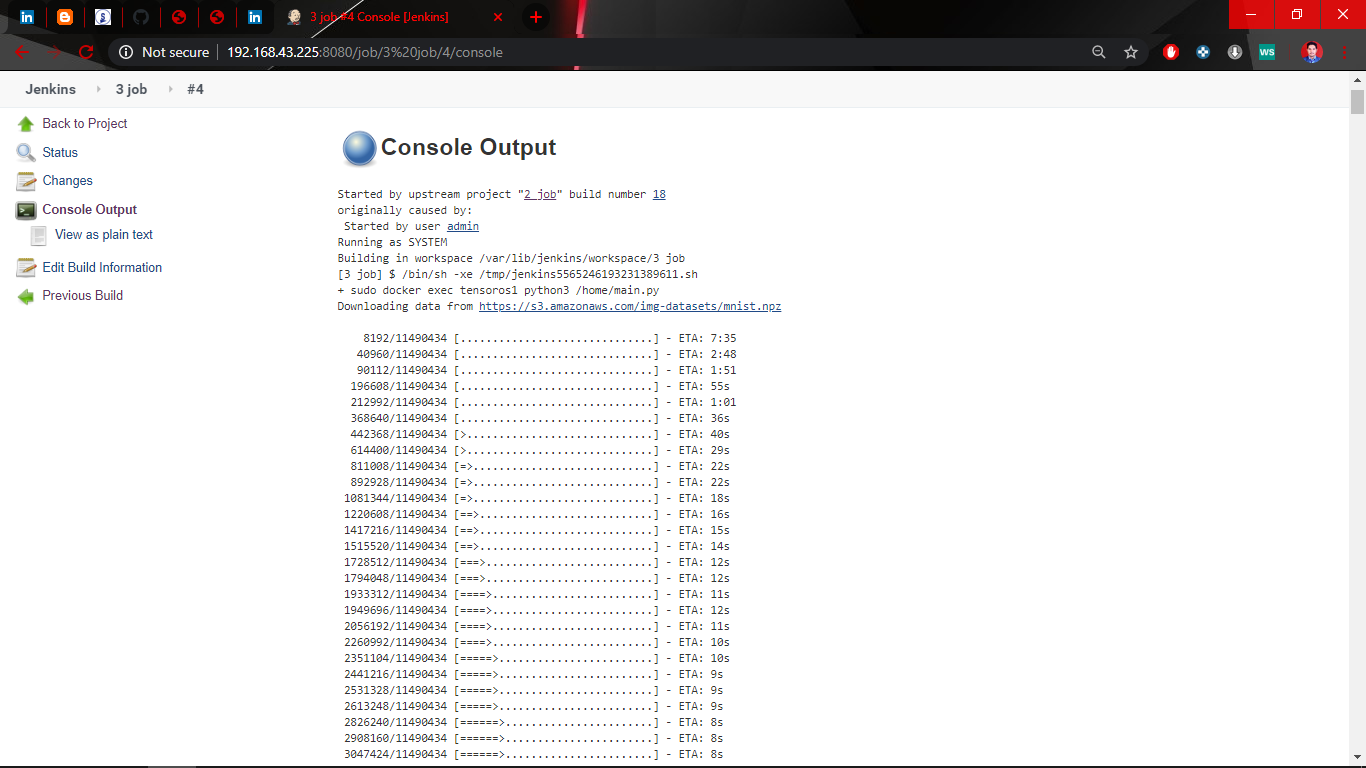 3 job #4 Console [Jenkins]
Not secure
192.168.43.225:8080/job/3%20job/4/console
ws
Jenkins
3 job
#4
Back to Project
Status
Changes
Console Output
View as plain text
Edit Build Information
Previous Build
Console Output
Started by upstream project "2 job" build number 18
originally caused by:
Started by user admin
Running as SYSTEM
Building in workspace /var/lib/jenkins/workspace/3 job
[3 job] $ /bin/sh -xe /tmp/jenkins5565246193231389611.sh
+ sudo docker exec tensoros1 python3 /home/main.py
Downloading data from https://s3.amazonaws.com/img-datasets/mnist.npz
8192/11490434 [..............................] - ETA: 7:35
40960/11490434 [..............................] - ETA: 2:48
90112/11490434 [..............................] - ETA: 1:51
196608/11490434 [..............................] - ETA: 55s
212992/11490434 [..............................] - ETA: 1:01
368640/11490434 [..............................] - ETA: 36s
442368/11490434 [>.............................] - ETA: 40s
614400/11490434 [>.............................] - ETA: 29s
811008/11490434 [=>............................] - ETA: 22s
892928/11490434 [=>............................] - ETA: 22s
1081344/11490434 [=>............................] - ETA: 18s
1220608/11490434 [==>...........................] - ETA: 16s
1417216/11490434 [==>...........................] - ETA: 15s
1515520/11490434 [==>...........................] - ETA: 14s
1728512/11490434 [===>..........................] - ETA: 12s
1794048/11490434 [===>..........................] - ETA: 12s
1933312/11490434 [====>.........................] - ETA: 11s
1949696/11490434 [====>.........................] - ETA: 12s
2056192/11490434 [====>.........................] - ETA: 11s
2260992/11490434 [====>.........................] - ETA: 10s
2351104/11490434 [=====>........................] - ETA: 10s
2441216/11490434 [=====>........................] - ETA: 9s
2531328/11490434 [=====>........................] - ETA: 9s
2613248/11490434 [=====>........................] - ETA: 9s
2826240/11490434 [======>.......................] - ETA: 8s
2908160/11490434 [======>.......................] - ETA: 8s
3047424/11490434 [======>.......................] - ETA: 8s